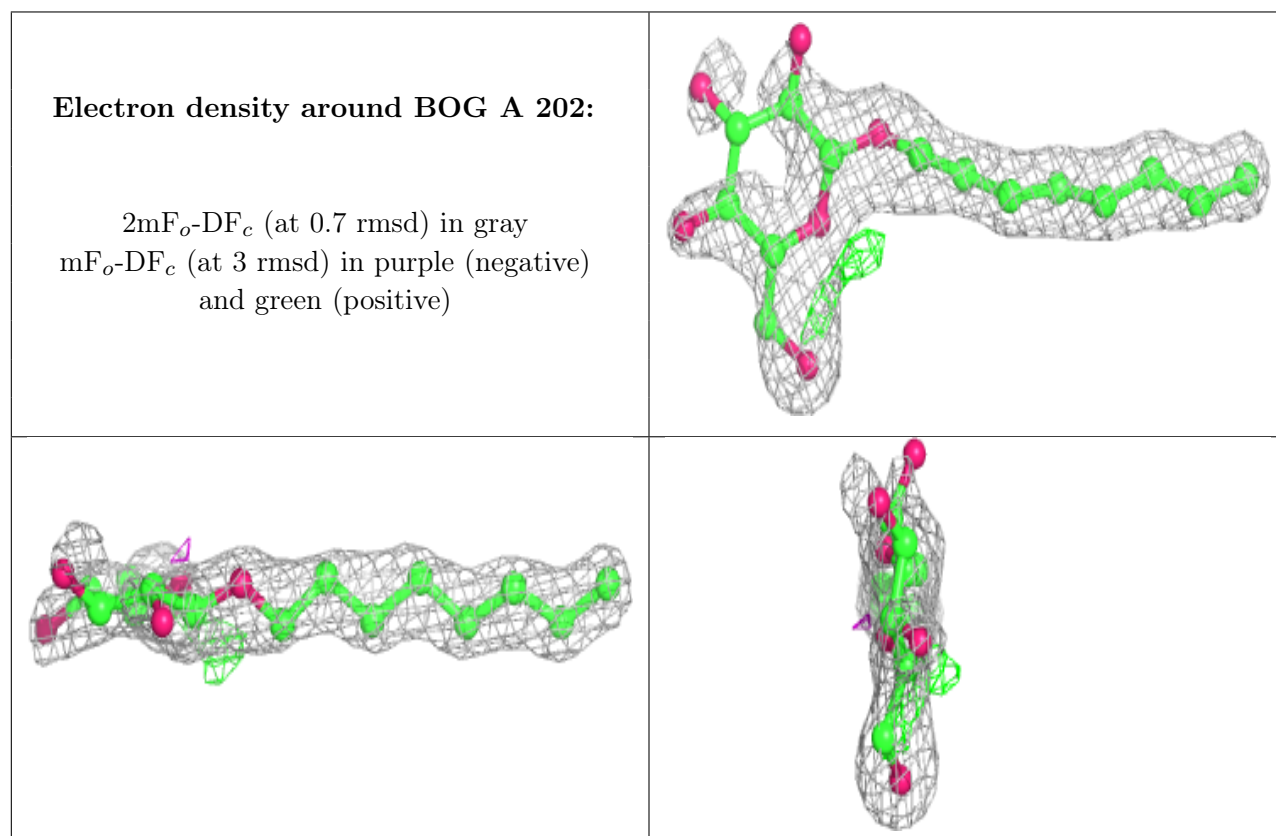 Electron density around BOG A 202:
2mFo-DFc (at 0.7 rmsd) in gray
mFo-DFc (at 3 rmsd) in purple (negative)
and green (positive)